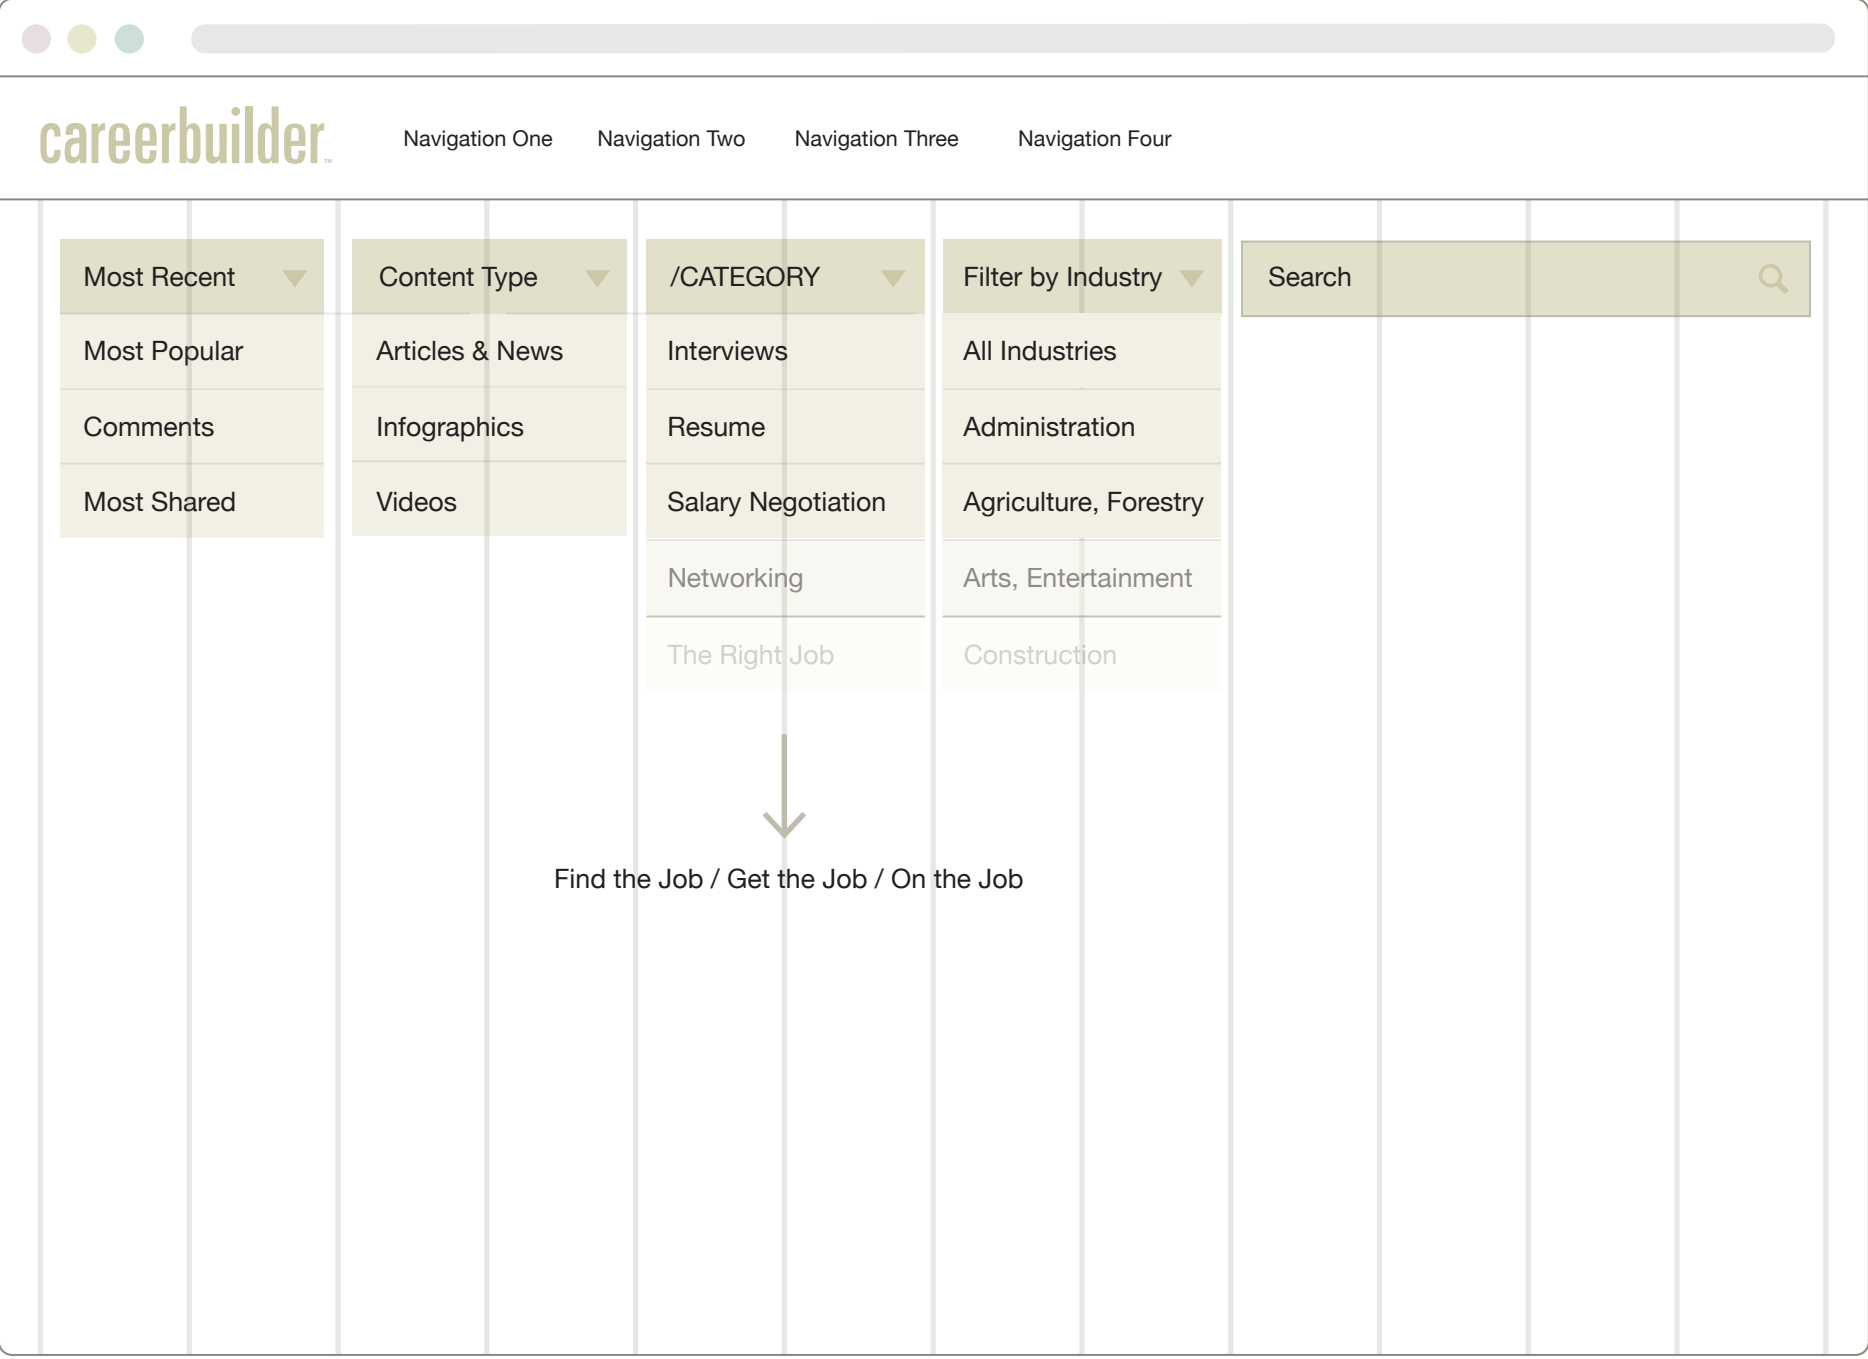 careerbuilder™
Navigation One Navigation Two Navigation Three Navigation Four
Most Recent Content Type /CATEGORY Filter by Industry Search
Most Popular Articles & News Interviews All Industries
Comments Infographics Resume Administration
Most Shared Videos Salary Negotiation Agriculture, Forestry
Networking Arts, Entertainment
The Right Job Construction
Find the Job / Get the Job / On the Job